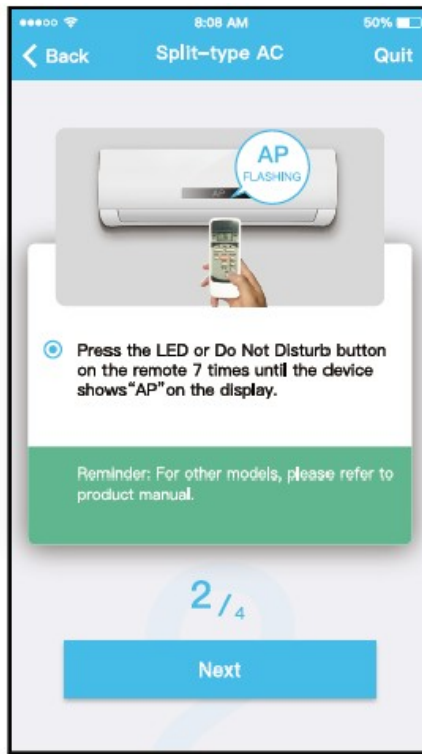 8:08 AM
50%
Back
Split-type AC
Quit
AP
FLASHING
AP
Press the LED or Do Not Disturb button
on the remote 7 times until the device
shows“AP”on the display.
Reminder: For other models, please refer to
product manual.
2/4
Next